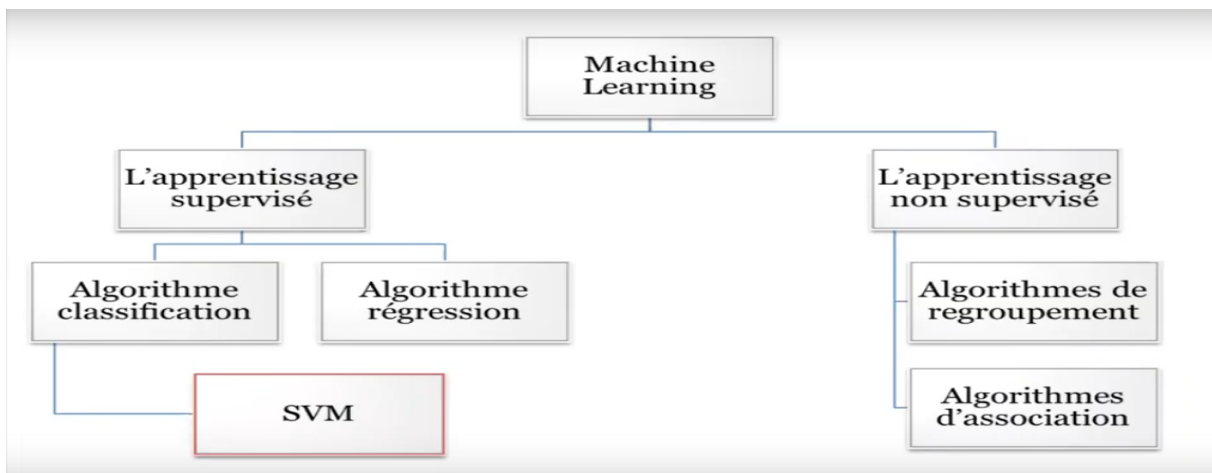 Machine
Learning
L'apprentissage
supervisé
L'apprentissage
non supervisé
Algorithme
classification
Algorithme
régression
Algorithmes de
regroupement
SVM
Algorithmes
d'association